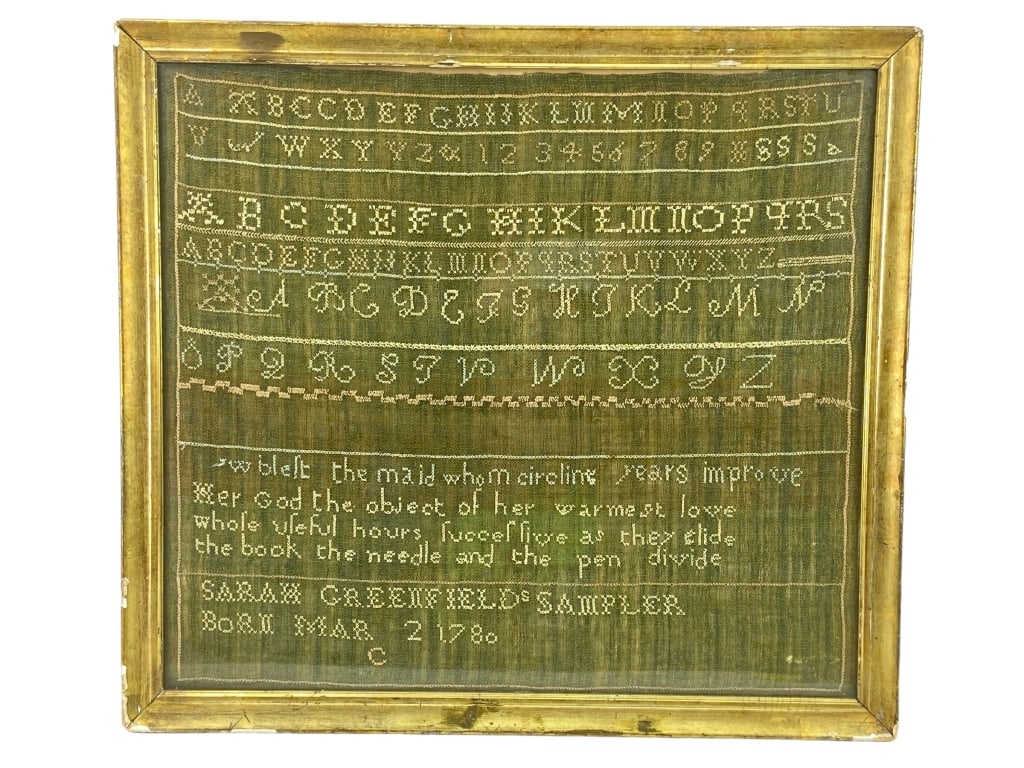 A A B C C D E F G H I K L M M N O P q R S T U
V W W X Y Y Z & 1 2 3 4 5 6 7 8 9 8 S S a
A B C D E F G H I K L M N O P q R S
A B C D E F G H K L M N O P q R S T U V W X Y Z
A B C D E F G H I K L M N
O P Q R S T V W X Y Z
bleſt the maid whom circling years improve
Her God the obiect of her warmest love
whoſe uſeful hours ſucceſſive as they glide
the book the needle and the pen divide
SARAH GREENFIELDs SAMPLER
BORN MAR 2 1780
C